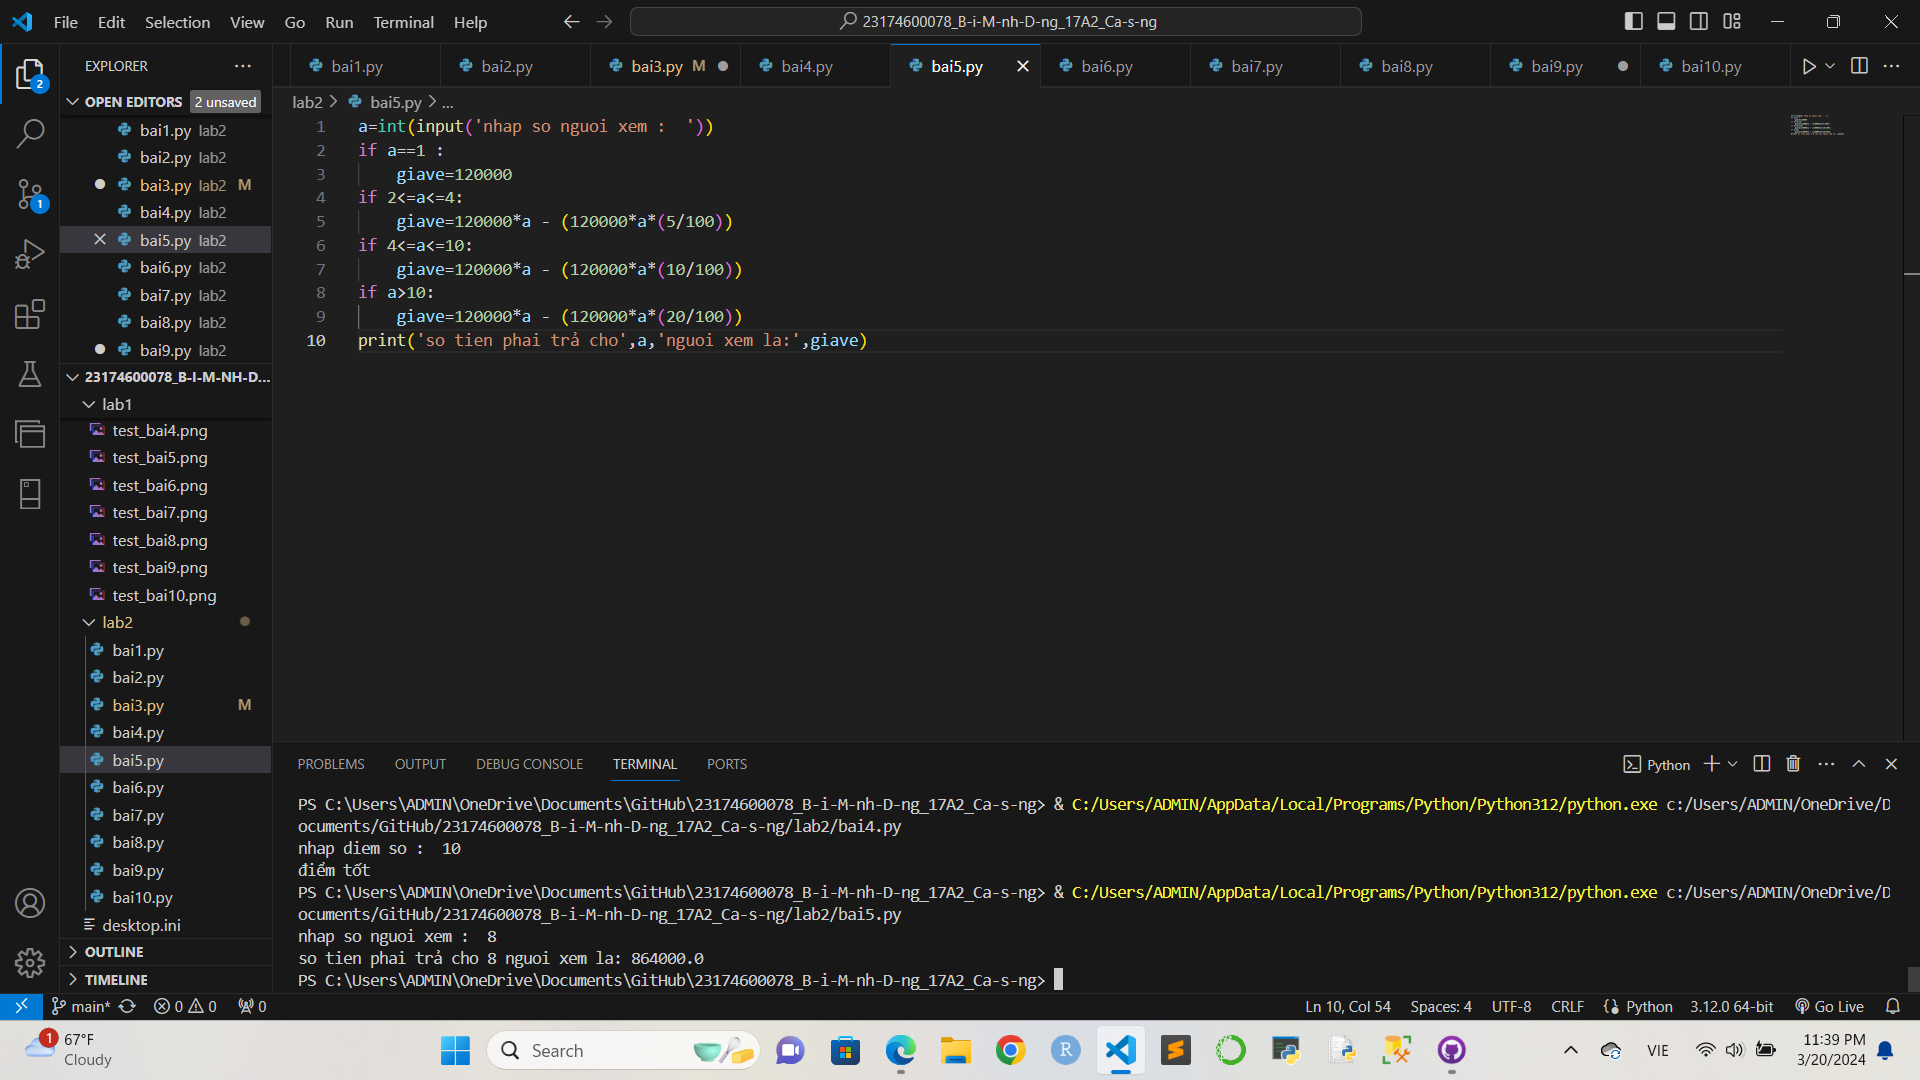 File Edit Selection View Go Run Terminal Help
23174600078_B-i-M-nh-D-ng_17A2_Ca-s-ng
EXPLORER
OPEN EDITORS 2 unsaved
bai1.py lab2
bai2.py lab2
bai3.py lab2 M
bai4.py lab2
bai5.py lab2
bai6.py lab2
bai7.py lab2
bai8.py lab2
bai9.py lab2
23174600078_B-I-M-NH-D...
lab1
test_bai4.png
test_bai5.png
test_bai6.png
test_bai7.png
test_bai8.png
test_bai9.png
test_bai10.png
lab2
bai1.py
bai2.py
bai3.py M
bai4.py
bai5.py
bai6.py
bai7.py
bai8.py
bai9.py
bai10.py
desktop.ini
OUTLINE
TIMELINE
2
1
bai1.py bai2.py bai3.py M bai4.py bai5.py bai6.py bai7.py bai8.py bai9.py bai10.py
lab2 > bai5.py > ...
1 a=int(input('nhap so nguoi xem :  '))
2 if a==1 :
3     giave=120000
4 if 2<=a<=4:
5     giave=120000*a - (120000*a*(5/100))
6 if 4<=a<=10:
7     giave=120000*a - (120000*a*(10/100))
8 if a>10:
9     giave=120000*a - (120000*a*(20/100))
10 print('so tien phai trả cho',a,'nguoi xem la:',giave)
PROBLEMS OUTPUT DEBUG CONSOLE TERMINAL PORTS
Python
PS C:\Users\ADMIN\OneDrive\Documents\GitHub\23174600078_B-i-M-nh-D-ng_17A2_Ca-s-ng> & C:/Users/ADMIN/AppData/Local/Programs/Python/Python312/python.exe c:/Users/ADMIN/OneDrive/D
ocuments/GitHub/23174600078_B-i-M-nh-D-ng_17A2_Ca-s-ng/lab2/bai4.py
nhap diem so :  10
điểm tốt
PS C:\Users\ADMIN\OneDrive\Documents\GitHub\23174600078_B-i-M-nh-D-ng_17A2_Ca-s-ng> & C:/Users/ADMIN/AppData/Local/Programs/Python/Python312/python.exe c:/Users/ADMIN/OneDrive/D
ocuments/GitHub/23174600078_B-i-M-nh-D-ng_17A2_Ca-s-ng/lab2/bai5.py
nhap so nguoi xem :  8
so tien phai trả cho 8 nguoi xem la: 864000.0
PS C:\Users\ADMIN\OneDrive\Documents\GitHub\23174600078_B-i-M-nh-D-ng_17A2_Ca-s-ng>
main* 0 0 0
Ln 10, Col 54 Spaces: 4 UTF-8 CRLF Python 3.12.0 64-bit Go Live
1
67°F
Cloudy
Search
R
S
VIE
11:39 PM
3/20/2024